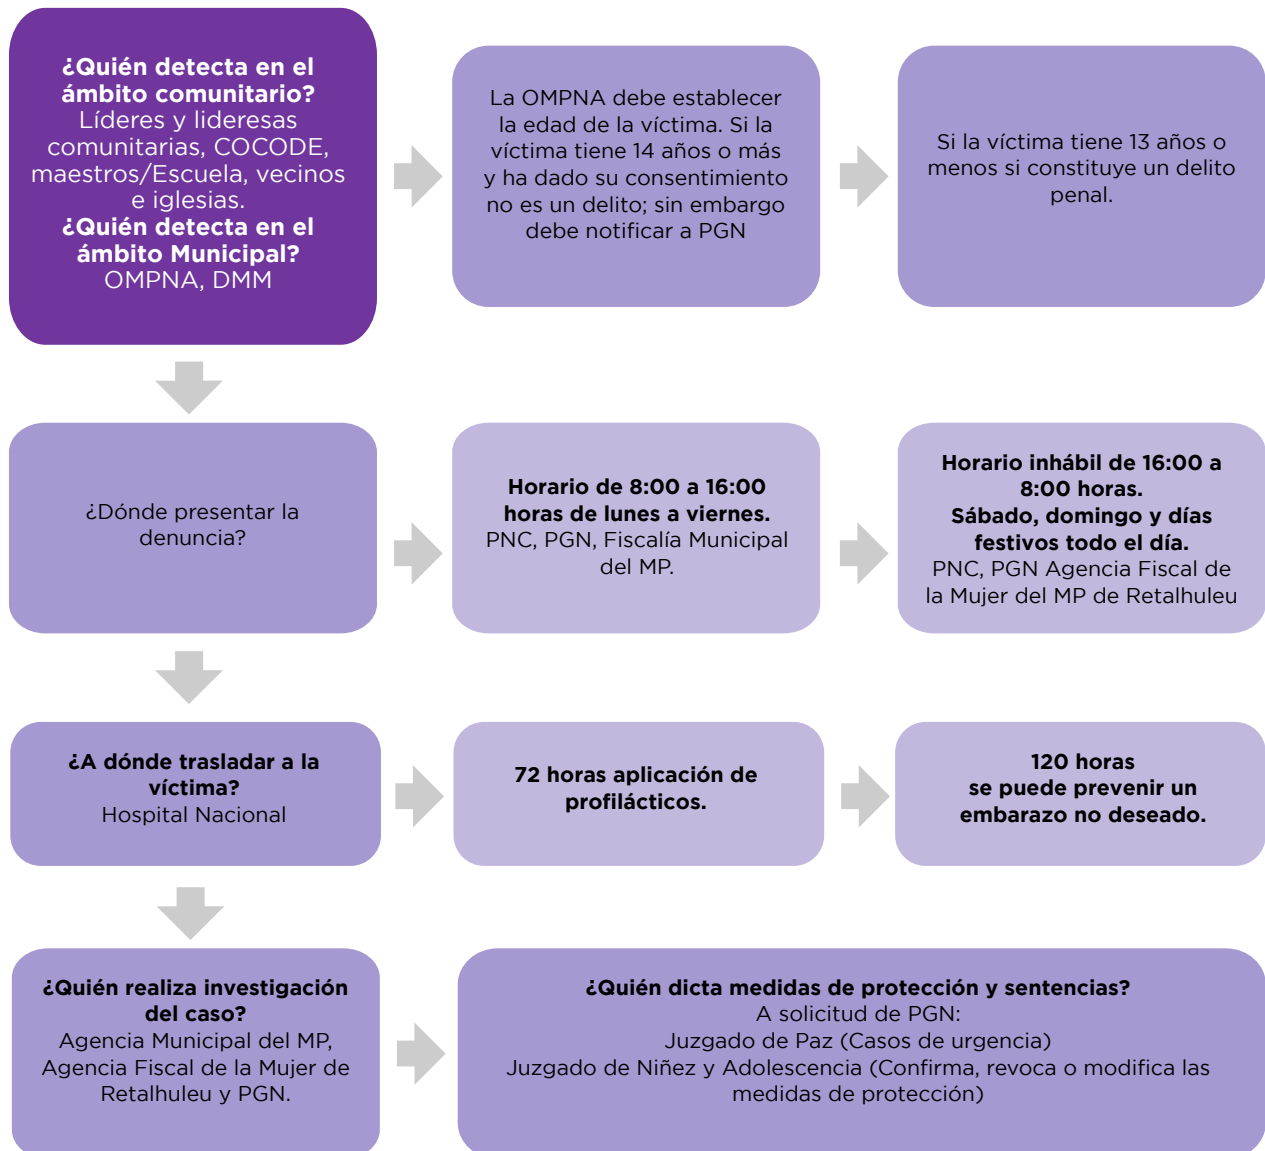 ¿Quién detecta en el
ámbito comunitario?
Líderes y lideresas
comunitarias, COCODE,
maestros/Escuela, vecinos
e iglesias.
¿Quién detecta en el
ámbito Municipal?
OMPNA, DMM
La OMPNA debe establecer
la edad de la víctima. Si la
víctima tiene 14 años o más
y ha dado su consentimiento
no es un delito; sin embargo
debe notificar a PGN
Si la víctima tiene 13 años o
menos si constituye un delito
penal.
¿Dónde presentar la
denuncia?
Horario de 8:00 a 16:00
horas de lunes a viernes.
PNC, PGN, Fiscalía Municipal
del MP.
Horario inhábil de 16:00 a
8:00 horas.
Sábado, domingo y días
festivos todo el día.
PNC, PGN Agencia Fiscal de
la Mujer del MP de Retalhuleu
¿A dónde trasladar a la
víctima?
Hospital Nacional
72 horas aplicación de
profilácticos.
120 horas
se puede prevenir un
embarazo no deseado.
¿Quién realiza investigación
del caso?
Agencia Municipal del MP,
Agencia Fiscal de la Mujer de
Retalhuleu y PGN.
¿Quién dicta medidas de protección y sentencias?
A solicitud de PGN:
Juzgado de Paz (Casos de urgencia)
Juzgado de Niñez y Adolescencia (Confirma, revoca o modifica las
medidas de protección)